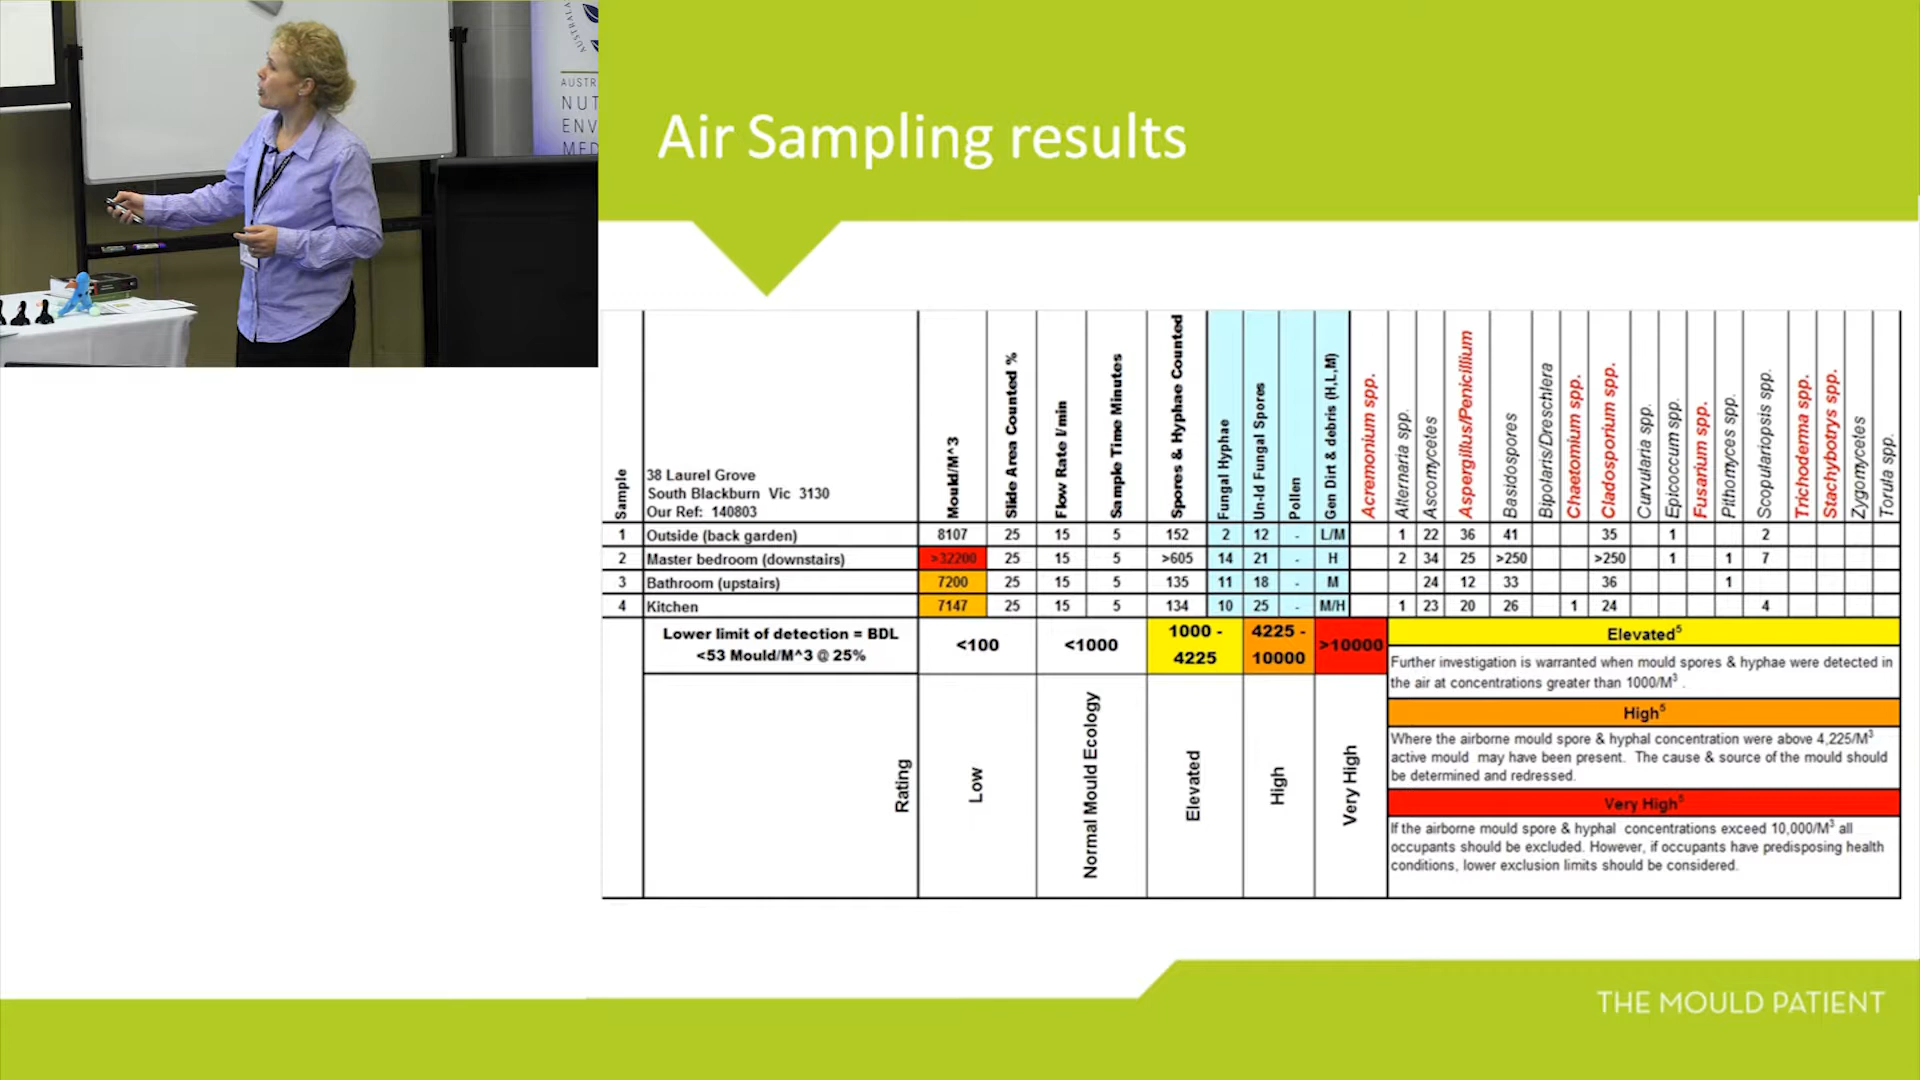 AUSTRALA
AUSTR
NUT
ENV
MED
Air Sampling results
Sample
38 Laurel Grove
South Blackburn Vic 3130
Our Ref: 140803
Mould/M^3
Slide Area Counted %
Flow Rate l/min
Sample Time Minutes
Spores & Hyphae Counted
Fungal Hyphae
Un-Id Fungal Spores
Pollen
Gen Dirt & debris (H,L,M)
Acremonium spp.
Alternaria spp.
Ascomycetes
Aspergillus/Penicillium
Basidospores
Bipolaris/Dreschlera
Chaetomium spp.
Cladosporium spp.
Curvularia spp.
Epicoccum spp.
Fusarium spp.
Pithomyces spp.
Scopulariopsis spp.
Trichoderma spp.
Stachybotrys spp.
Zygomycetes
Torula spp.
1 Outside (back garden) 8107 25 15 5 152 2 12 - L/M 1 22 36 41 35 1 2
2 Master bedroom (downstairs) >32200 25 15 5 >605 14 21 - H 2 34 25 >250 >250 1 1 7
3 Bathroom (upstairs) 7200 25 15 5 135 11 18 - M 24 12 33 36 1
4 Kitchen 7147 25 15 5 134 10 25 - M/H 1 23 20 26 1 24 4
Lower limit of detection = BDL
<53 Mould/M^3 @ 25%
<100
<1000
1000 -
4225
4225 -
10000
>10000
Rating
Low
Normal Mould Ecology
Elevated
High
Very High
Elevated⁵
Further investigation is warranted when mould spores & hyphae were detected in
the air at concentrations greater than 1000/M³ .
High⁵
Where the airborne mould spore & hyphal concentration were above 4,225/M³
active mould may have been present. The cause & source of the mould should
be determined and redressed.
Very High⁵
If the airborne mould spore & hyphal concentrations exceed 10,000/M³ all
occupants should be excluded. However, if occupants have predisposing health
conditions, lower exclusion limits should be considered.
THE MOULD PATIENT